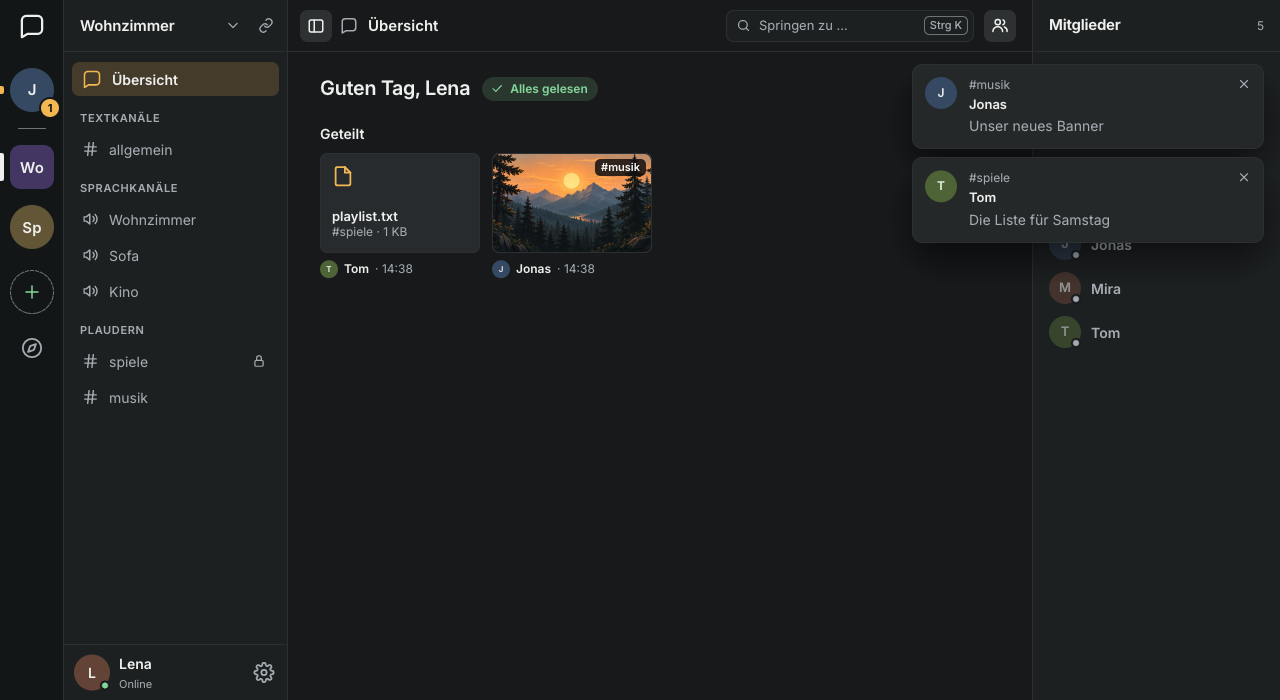 J
1
Wo
Sp
Wohnzimmer
Übersicht
TEXTKANÄLE
allgemein
SPRACHKANÄLE
Wohnzimmer
Sofa
Kino
PLAUDERN
spiele
musik
L
Lena
Online
Übersicht
Springen zu ...
Strg K
Guten Tag, Lena
Alles gelesen
Geteilt
playlist.txt
#spiele · 1 KB
T Tom · 14:38
#musik
J Jonas · 14:38
Mitglieder
5
J
#musik
Jonas
Unser neues Banner
T
#spiele
Tom
Die Liste für Samstag
J Jonas
M Mira
T Tom